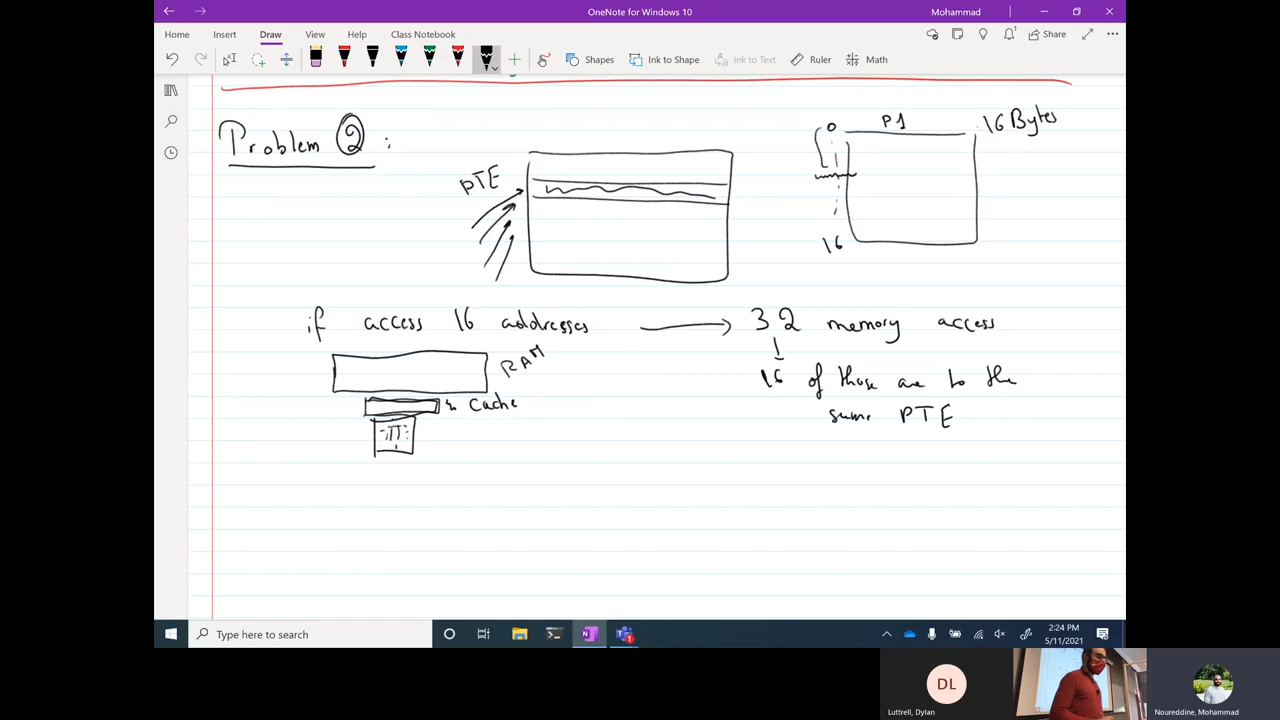 OneNote for Windows 10
Mohammad
Home Insert Draw View Help Class Notebook
Share
Shapes Ink to Shape Ink to Text Ruler Math
Problem 2 :
PTE
0 P1 16 Bytes
16
if access 16 addresses → 32 memory access
RAM
16 of those are to the
same PTE
Cache
Type here to search
2:24 PM
5/11/2021
DL
Luttrell, Dylan
Noureddine, Mohammad